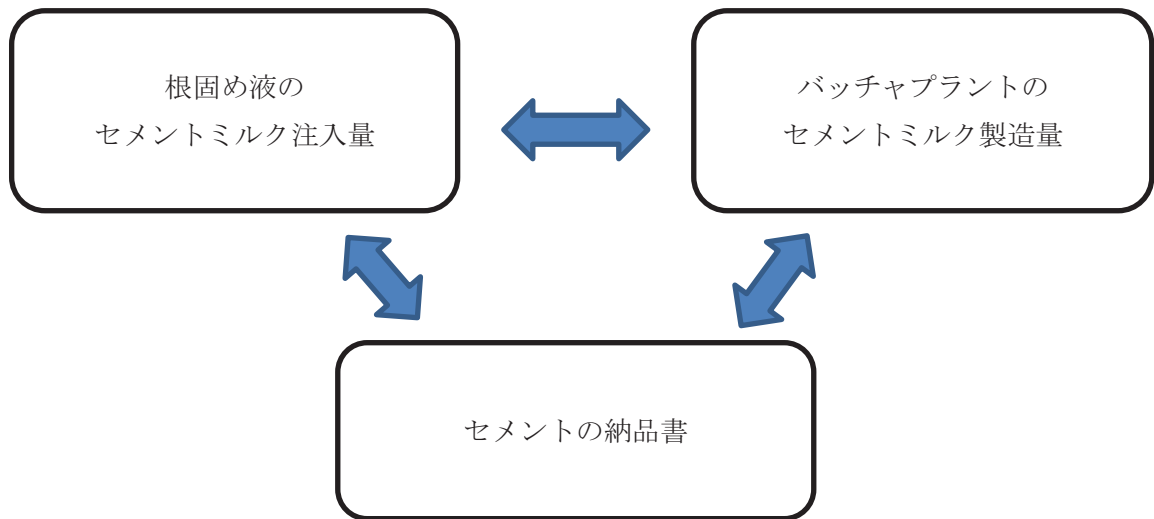 根固め液の
セメントミルク注入量
バッチャプラントの
セメントミルク製造量
セメントの納品書